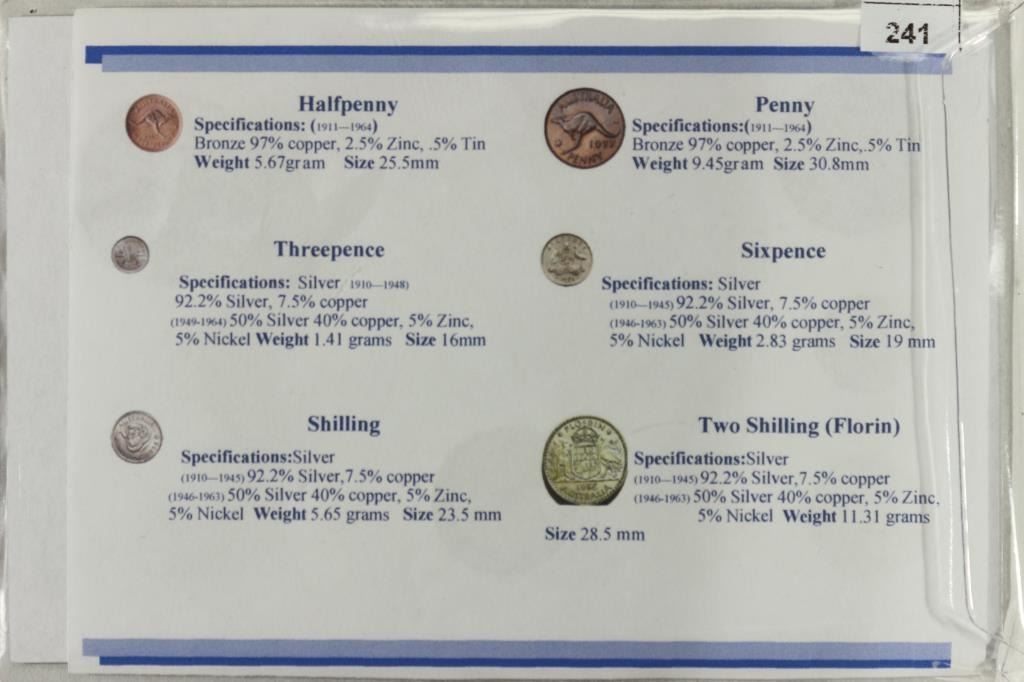 241
Halfpenny
Specifications: (1911—1964)
Bronze 97% copper, 2.5% Zinc, .5% Tin
Weight 5.67gram Size 25.5mm
AUSTRALIA
PENNY
Penny
Specifications:(1911—1964)
Bronze 97% copper, 2.5% Zinc,.5% Tin
Weight 9.45gram Size 30.8mm
Threepence
Specifications: Silver 1910—1948)
92.2% Silver, 7.5% copper
(1949-1964) 50% Silver 40% copper, 5% Zinc,
5% Nickel Weight 1.41 grams Size 16mm
Sixpence
Specifications: Silver
(1910—1945) 92.2% Silver, 7.5% copper
(1946-1963) 50% Silver 40% copper, 5% Zinc,
5% Nickel Weight 2.83 grams Size 19 mm
Shilling
Specifications:Silver
(1910—1945) 92.2% Silver,7.5% copper
(1946-1963) 50% Silver 40% copper, 5% Zinc,
5% Nickel Weight 5.65 grams Size 23.5 mm
FLORIN
AUSTRALIA
Two Shilling (Florin)
Specifications:Silver
(1910—1945) 92.2% Silver,7.5% copper
(1946-1963) 50% Silver 40% copper, 5% Zinc,
5% Nickel Weight 11.31 grams
Size 28.5 mm